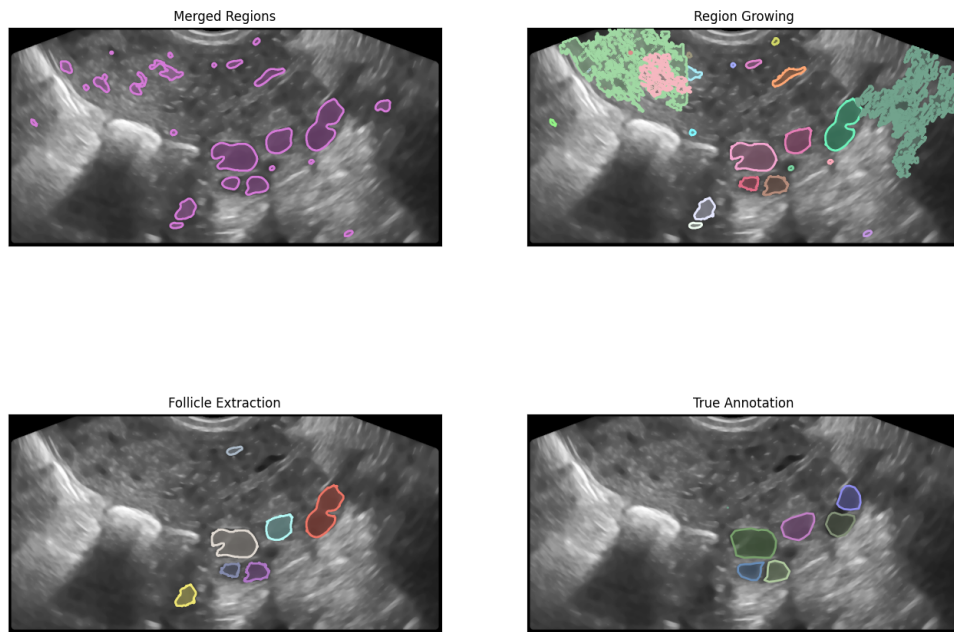 Merged Regions
Region Growing
Follicle Extraction
True Annotation